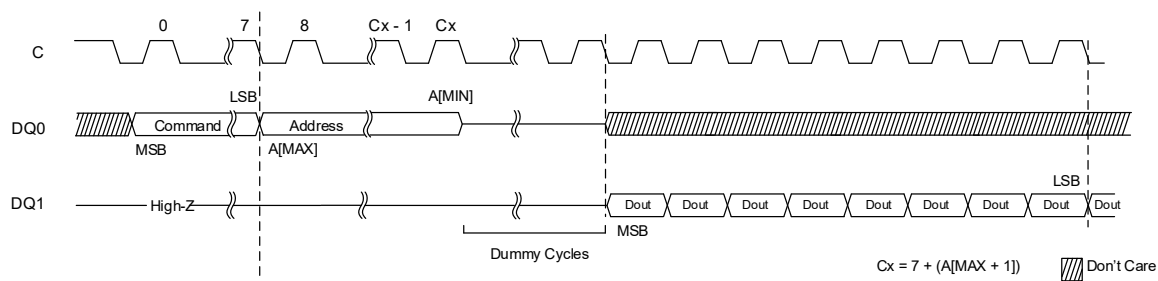 0 7 8 Cx - 1 Cx
C
LSB A[MIN]
DQ0 Command Address
MSB A[MAX]
LSB
DQ1 High-Z Dout Dout Dout Dout Dout Dout Dout Dout Dout
MSB
Dummy Cycles
Cx = 7 + (A[MAX + 1]) Don't Care